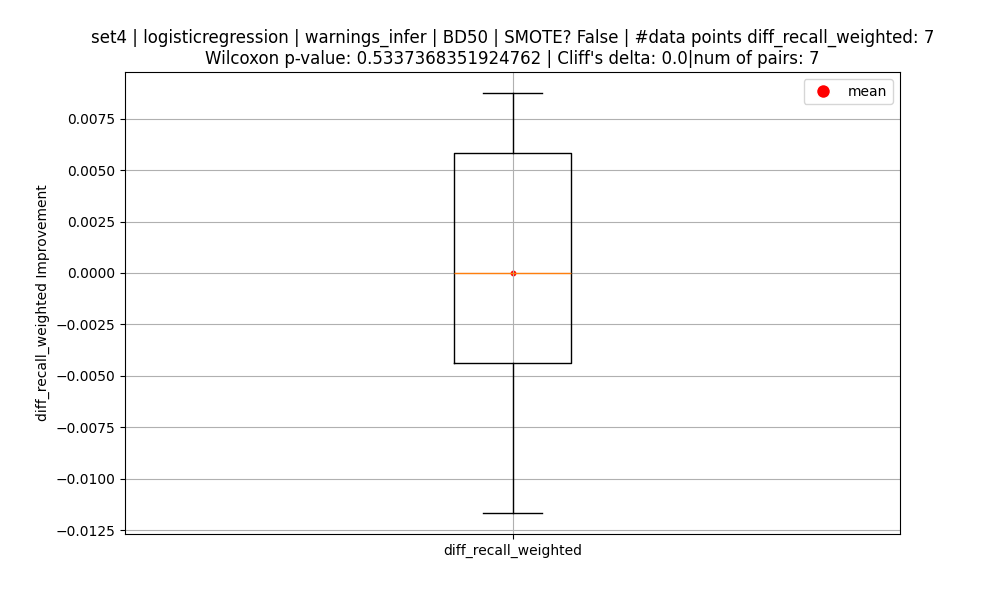 set4 | logisticregression | warnings_infer | BD50 | SMOTE? False | #data points diff_recall_weighted: 7
Wilcoxon p-value: 0.5337368351924762 | Cliff's delta: 0.0|num of pairs: 7
mean
0.0075
0.0050
0.0025
0.0000
−0.0025
−0.0050
−0.0075
−0.0100
−0.0125
diff_recall_weighted Improvement
diff_recall_weighted